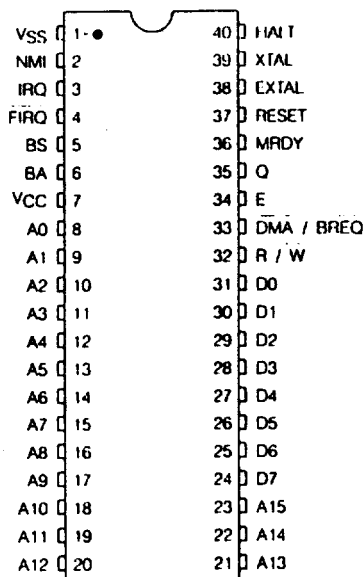 VSS 1 40 HALT
NMI 2 39 XTAL
IRQ 3 38 EXTAL
FIRQ 4 37 RESET
BS 5 36 MRDY
BA 6 35 Q
VCC 7 34 E
A0 8 33 DMA / BREQ
A1 9 32 R / W
A2 10 31 D0
A3 11 30 D1
A4 12 29 D2
A5 13 28 D3
A6 14 27 D4
A7 15 26 D5
A8 16 25 D6
A9 17 24 D7
A10 18 23 A15
A11 19 22 A14
A12 20 21 A13